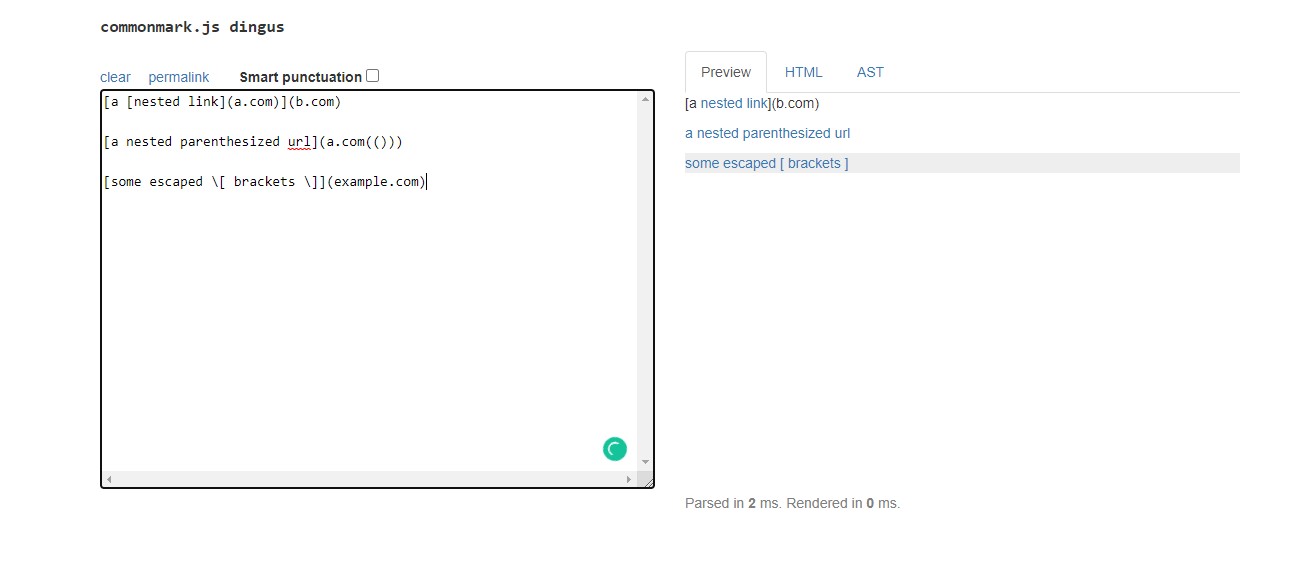 commonmark.js dingus
clear permalink Smart punctuation
[a [nested link](a.com)](b.com)
[a nested parenthesized url](a.com(()))
[some escaped \[ brackets \]](example.com)
Preview HTML AST
[a nested link](b.com)
a nested parenthesized url
some escaped [ brackets ]
Parsed in 2 ms. Rendered in 0 ms.